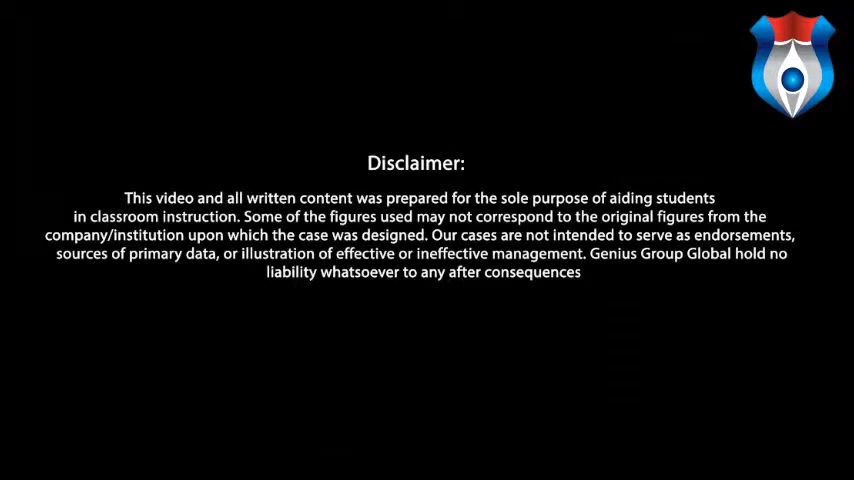 Disclaimer:
This video and all written content was prepared for the sole purpose of aiding students
in classroom instruction. Some of the figures used may not correspond to the original figures from the
company/institution upon which the case was designed. Our cases are not intended to serve as endorsements,
sources of primary data, or illustration of effective or ineffective management. Genius Group Global hold no
liability whatsoever to any after consequences